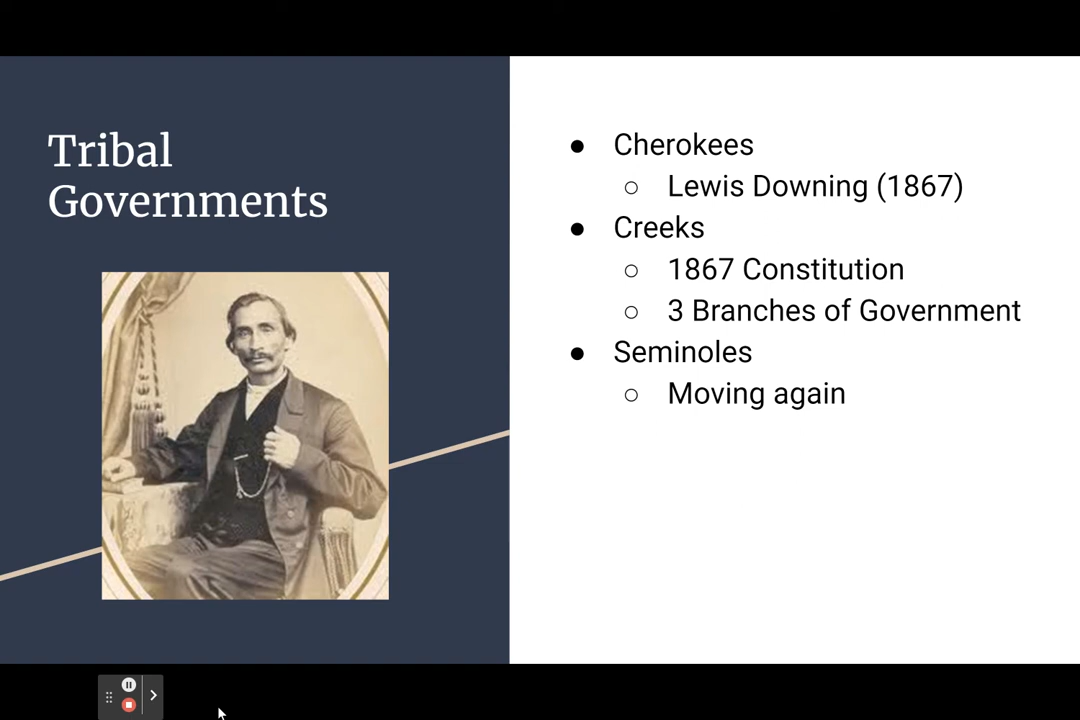 Tribal
Governments
● Cherokees
○ Lewis Downing (1867)
● Creeks
○ 1867 Constitution
○ 3 Branches of Government
● Seminoles
○ Moving again